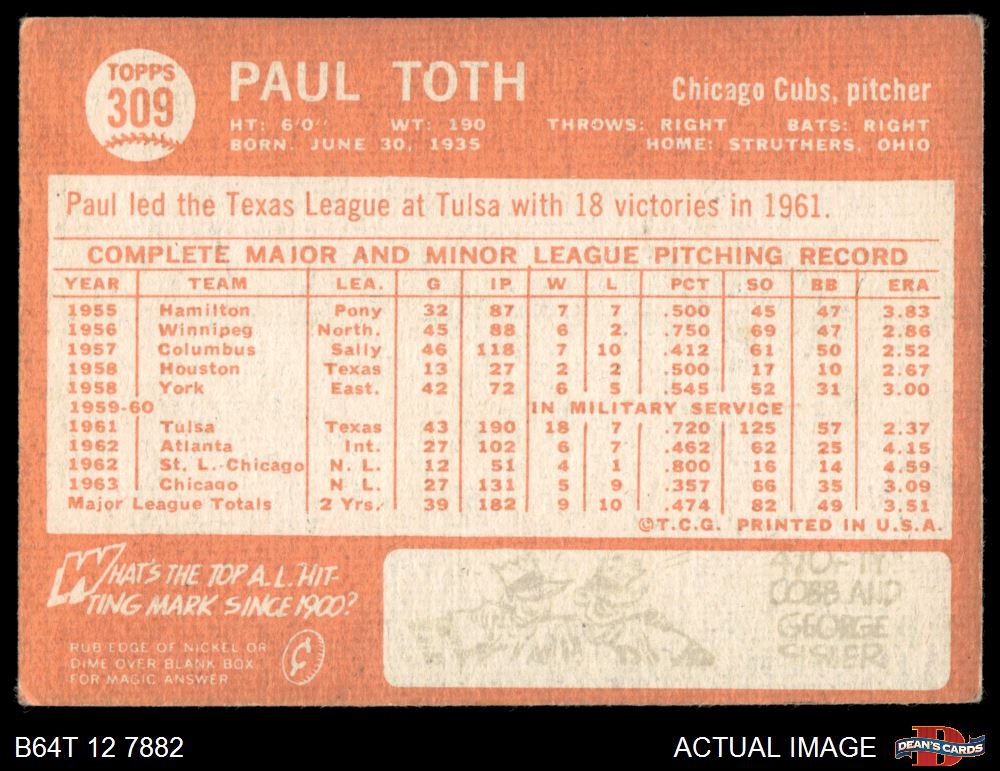 TOPPS
309
PAUL TOTH
Chicago Cubs, pitcher
HT: 6'0" WT: 190 THROWS: RIGHT BATS: RIGHT
BORN: JUNE 30, 1935 HOME: STRUTHERS, OHIO
Paul led the Texas League at Tulsa with 18 victories in 1961.
COMPLETE MAJOR AND MINOR LEAGUE PITCHING RECORD
YEAR TEAM LEA. G IP W L PCT SO BB ERA
1955 Hamilton Pony 32 87 7 7 .500 45 47 3.83
1956 Winnipeg North. 45 88 6 2. .750 69 47 2.86
1957 Columbus Sally 46 118 7 10 .412 61 50 2.52
1958 Houston Texas 13 27 2 2 .500 17 10 2.67
1958 York East. 42 72 6 5 .545 52 31 3.00
1959-60 IN MILITARY SERVICE
1961 Tulsa Texas 43 190 18 7 .720 125 57 2.37
1962 Atlanta Int. 27 102 6 7 .462 62 25 4.15
1962 St. L.-Chicago N. L. 12 51 4 1 .800 16 14 4.59
1963 Chicago N. L. 27 131 5 9 .357 66 35 3.09
Major League Totals 2 Yrs. 39 182 9 10 .474 82 49 3.51
©T.C.G. PRINTED IN U.S.A.
WHAT'S THE TOP A.L. HIT-
TING MARK SINCE 1900?
RUB EDGE OF NICKEL OR
DIME OVER BLANK BOX
FOR MAGIC ANSWER
¢
COBB AND
GEORGE
SISLER
B64T 12 7882
ACTUAL IMAGE
DEAN'S CARDS